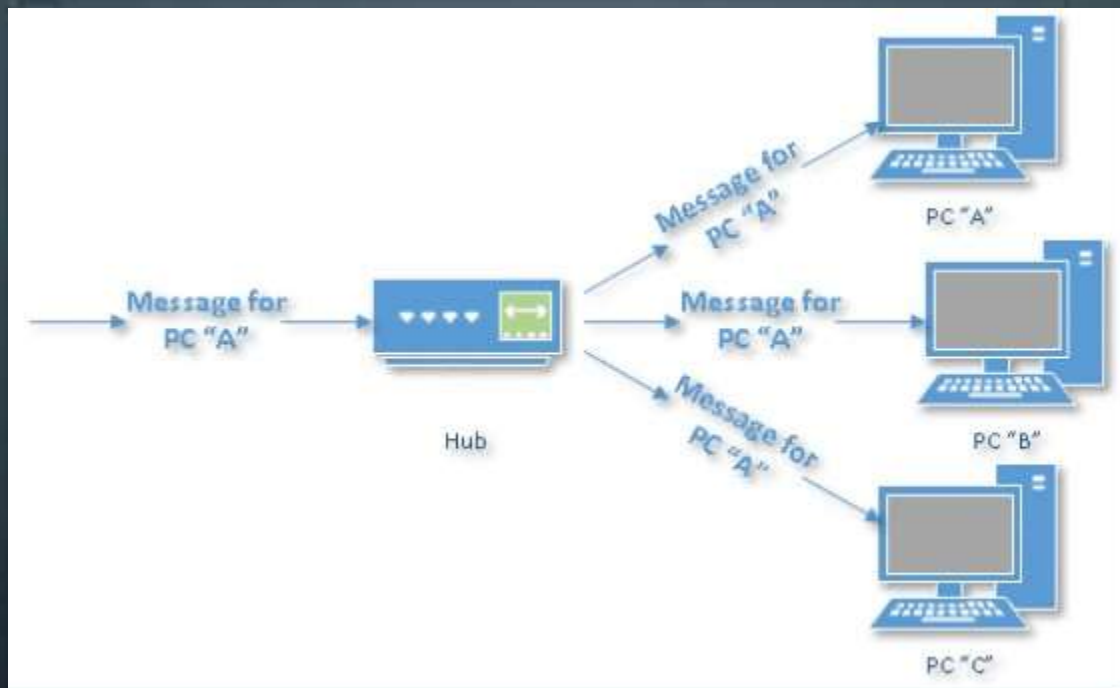 Message for
PC "A"
Hub
Message for
PC "A"
PC "A"
Message for
PC "A"
PC "B"
Message for
PC "A"
PC "C"